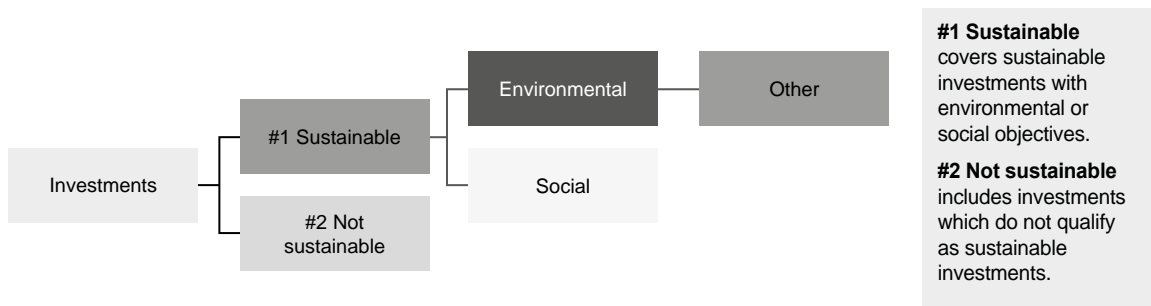 Investments
#1 Sustainable
#2 Not
sustainable
Environmental
Social
Other
#1 Sustainable
covers sustainable
investments with
environmental or
social objectives.
#2 Not sustainable
includes investments
which do not qualify
as sustainable
investments.